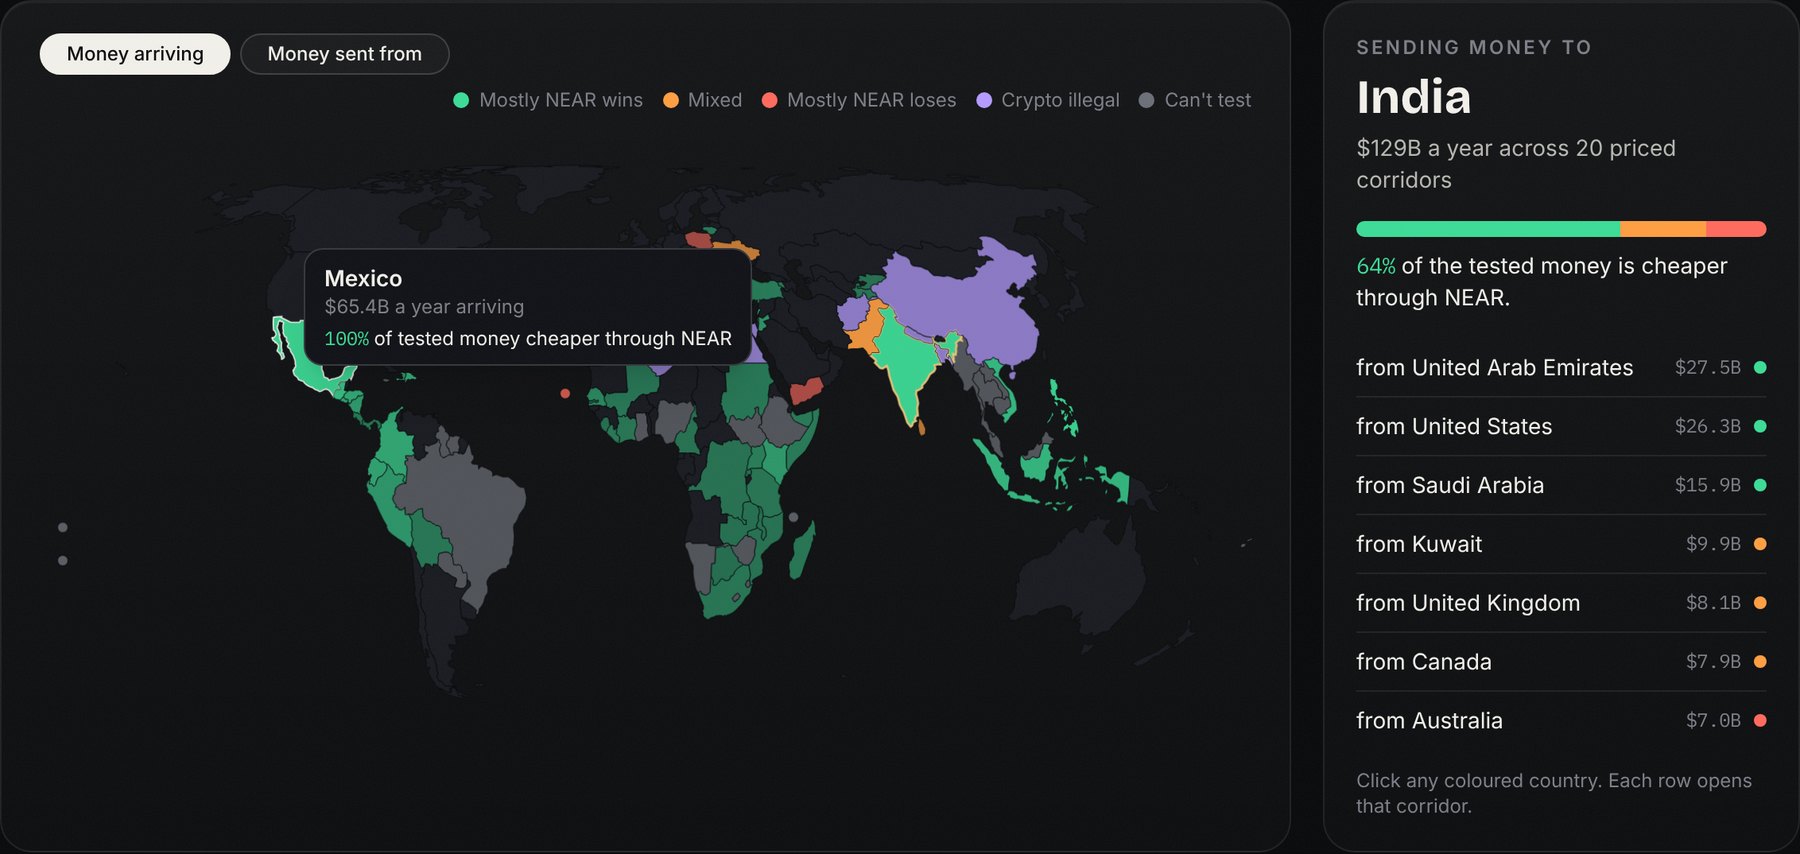 Money arriving
Money sent from
Mostly NEAR wins
Mixed
Mostly NEAR loses
Crypto illegal
Can't test
Mexico
$65.4B a year arriving
100% of tested money cheaper through NEAR
SENDING MONEY TO
India
$129B a year across 20 priced
corridors
64% of the tested money is cheaper
through NEAR.
from United Arab Emirates $27.5B
from United States $26.3B
from Saudi Arabia $15.9B
from Kuwait $9.9B
from United Kingdom $8.1B
from Canada $7.9B
from Australia $7.0B
Click any coloured country. Each row opens
that corridor.